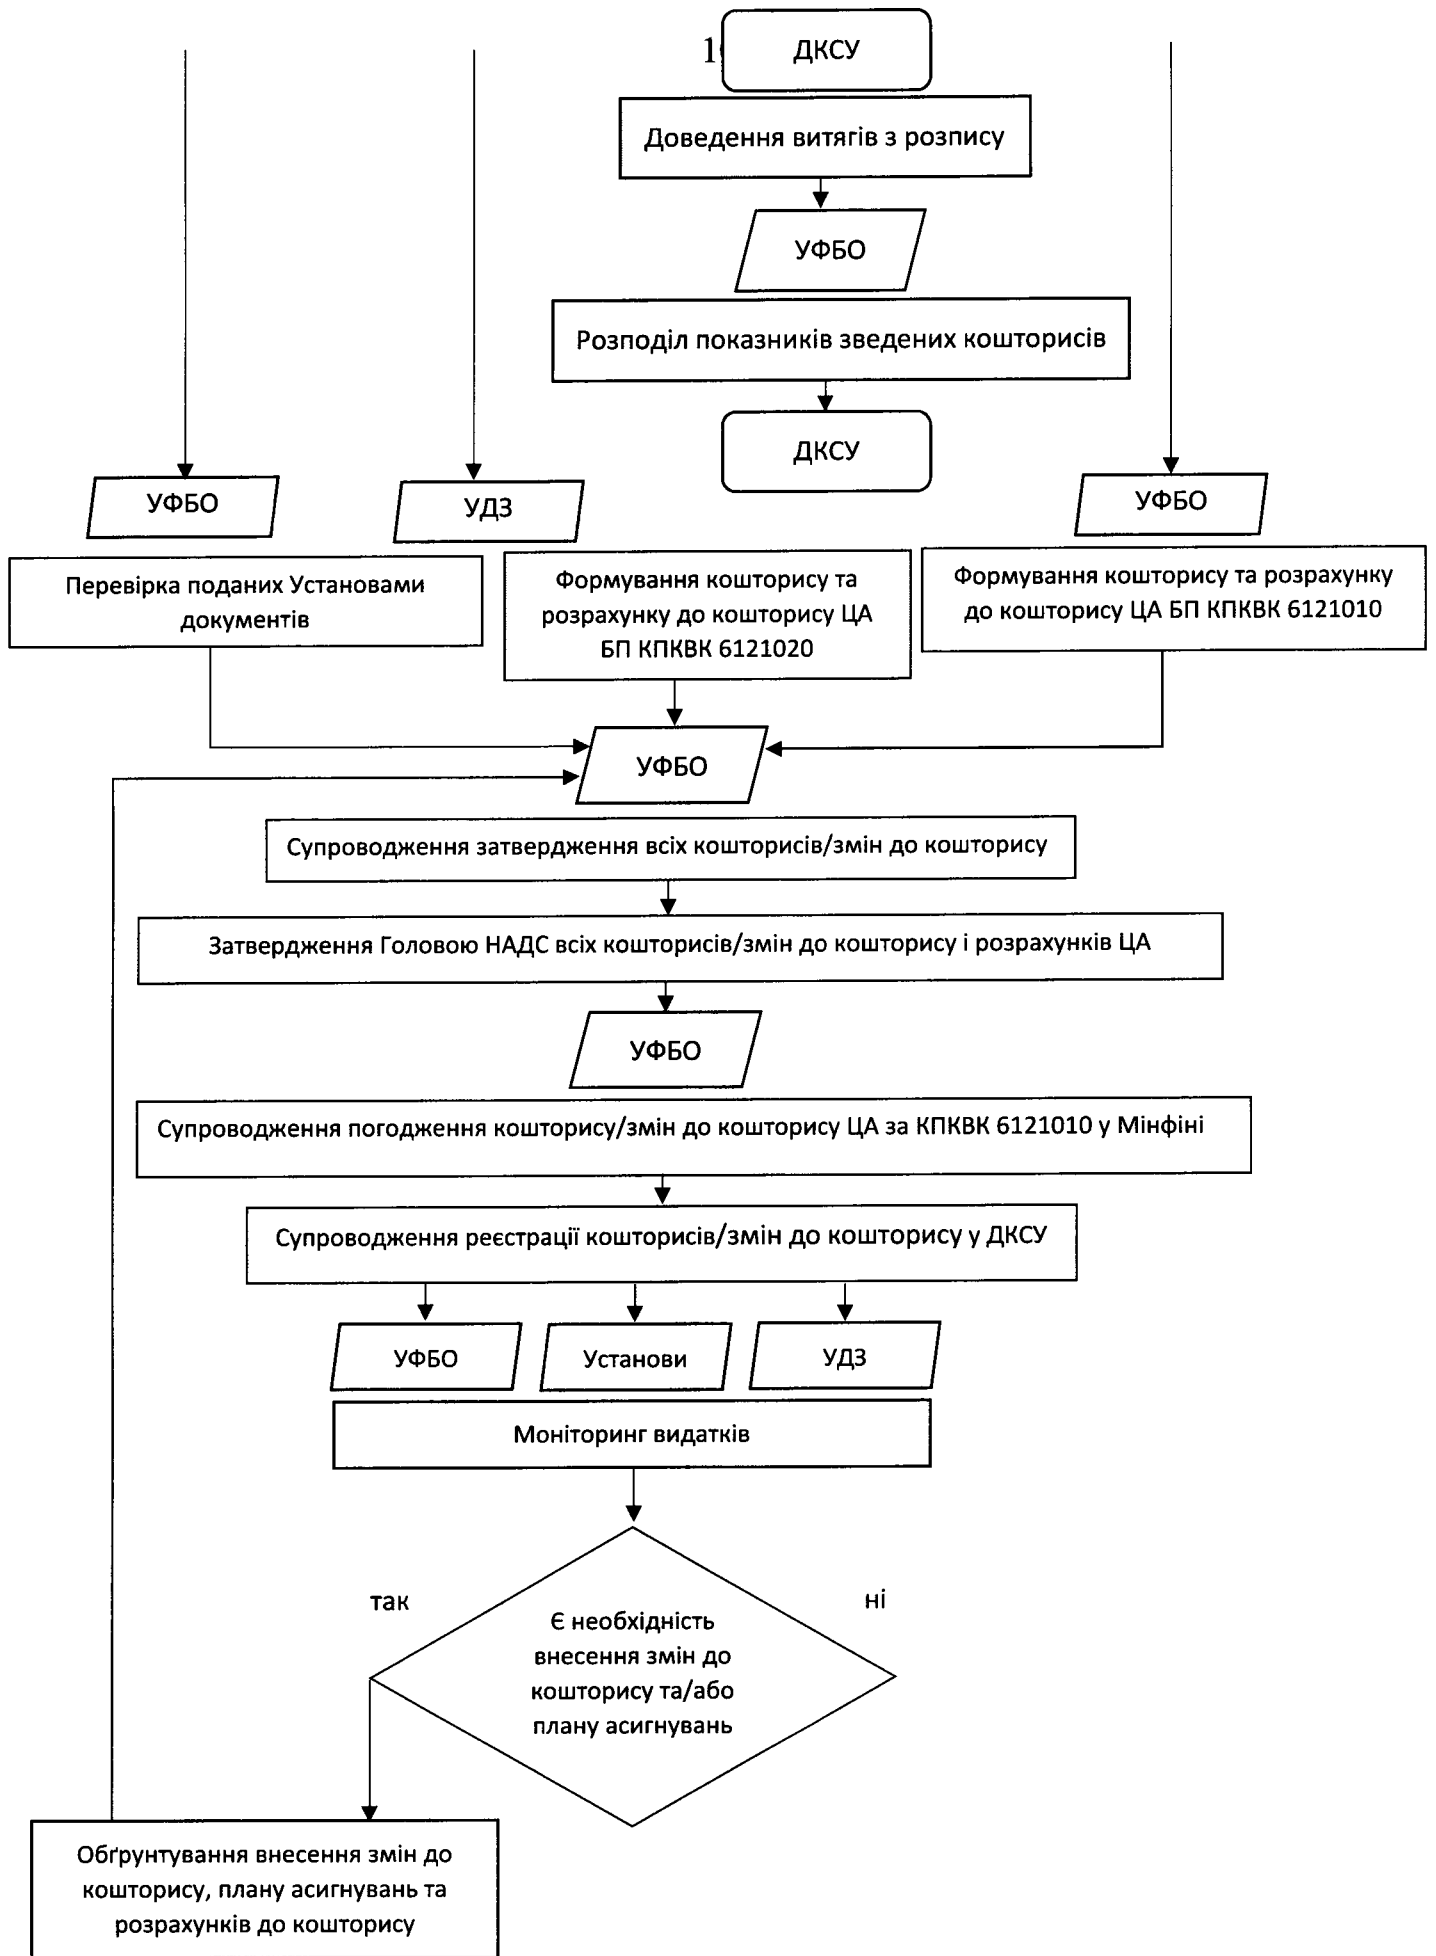 1
ДКСУ
Доведення витягів з розпису
УФБО
Розподіл показників зведених кошторисів
ДКСУ
УФБО
УДЗ
УФБО
Перевірка поданих Установами
документів
Формування кошторису та
розрахунку до кошторису ЦА
БП КПКВК 6121020
Формування кошторису та розрахунку
до кошторису ЦА БП КПКВК 6121010
УФБО
Супроводження затвердження всіх кошторисів/змін до кошторису
Затвердження Головою НАДС всіх кошторисів/змін до кошторису і розрахунків ЦА
УФБО
Супроводження погодження кошторису/змін до кошторису ЦА за КПКВК 6121010 у Мінфіні
Супроводження реєстрації кошторисів/змін до кошторису у ДКСУ
УФБО
Установи
УДЗ
Моніторинг видатків
так
ні
Є необхідність
внесення змін до
кошторису та/або
плану асигнувань
Обґрунтування внесення змін до
кошторису, плану асигнувань та
розрахунків до кошторису